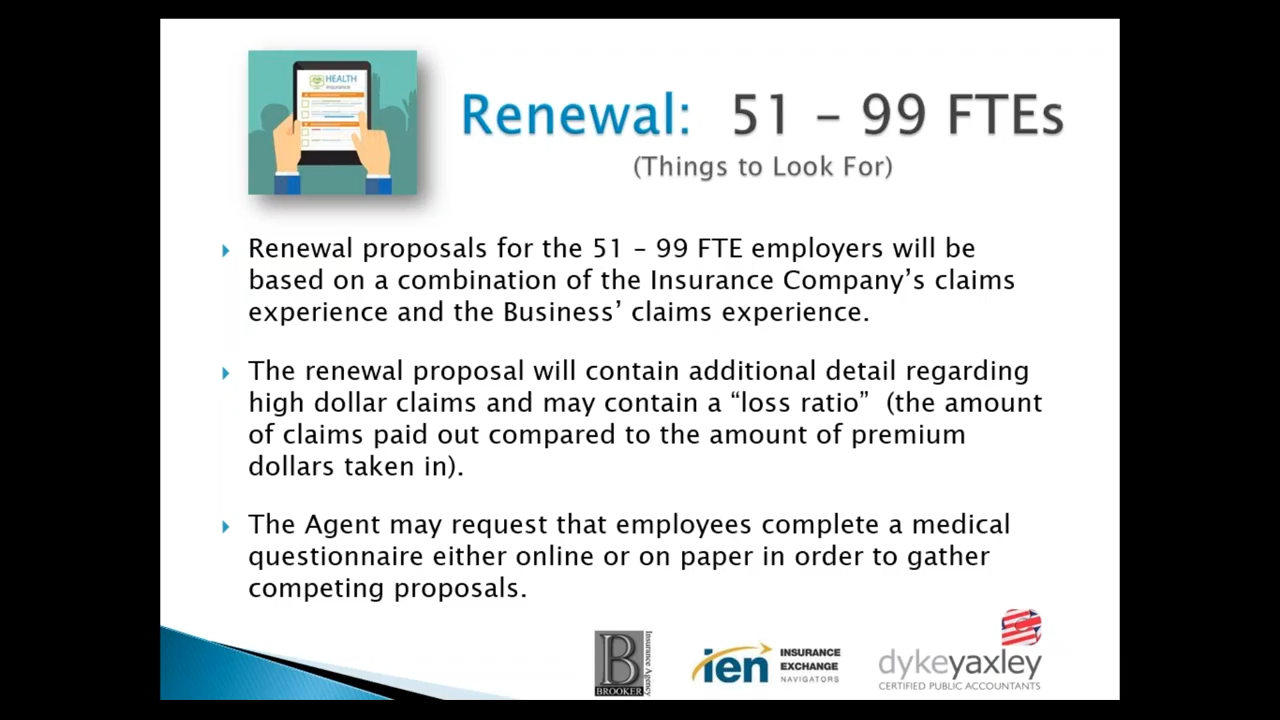 HEALTH
insurance
Renewal: 51 – 99 FTEs
(Things to Look For)
Renewal proposals for the 51 – 99 FTE employers will be
based on a combination of the Insurance Company’s claims
experience and the Business’ claims experience.
The renewal proposal will contain additional detail regarding
high dollar claims and may contain a “loss ratio” (the amount
of claims paid out compared to the amount of premium
dollars taken in).
The Agent may request that employees complete a medical
questionnaire either online or on paper in order to gather
competing proposals.
B
BROOKER
Insurance Agency
ien
INSURANCE
EXCHANGE
NAVIGATORS
dykeyaxley
CERTIFIED PUBLIC ACCOUNTANTS